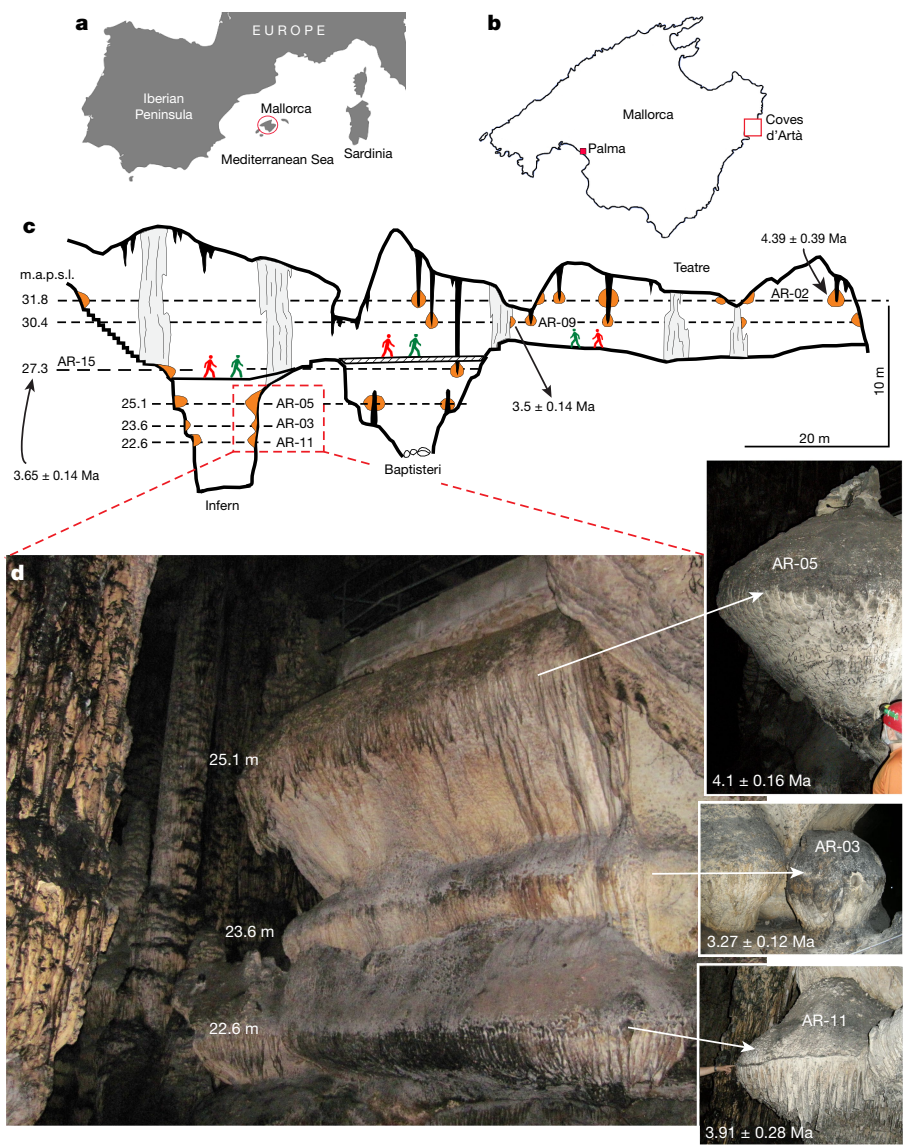 a
EUROPE
Iberian
Peninsula
Mallorca
Mediterranean Sea
Sardinia
b
Mallorca
Palma
Coves
d'Artà
c
m.a.p.s.l.
31.8
30.4
27.3
AR-15
25.1
23.6
22.6
3.65 ± 0.14 Ma
AR-05
AR-03
AR-11
Infern
Baptisteri
AR-09
3.5 ± 0.14 Ma
Teatre
4.39 ± 0.39 Ma
AR-02
10 m
20 m
d
25.1 m
23.6 m
22.6 m
AR-05
4.1 ± 0.16 Ma
AR-03
3.27 ± 0.12 Ma
AR-11
3.91 ± 0.28 Ma